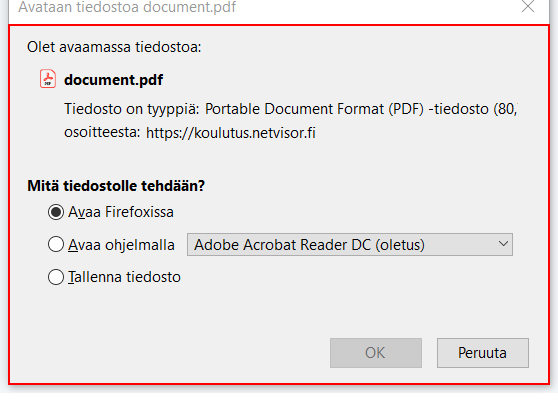 Avataan tiedostoa document.pdf
Olet avaamassa tiedostoa:
document.pdf
Tiedosto on tyyppiä: Portable Document Format (PDF) -tiedosto (80,
osoitteesta: https://koulutus.netvisor.fi
Mitä tiedostolle tehdään?
Avaa Firefoxissa
Avaa ohjelmalla Adobe Acrobat Reader DC (oletus)
Tallenna tiedosto
OK Peruuta